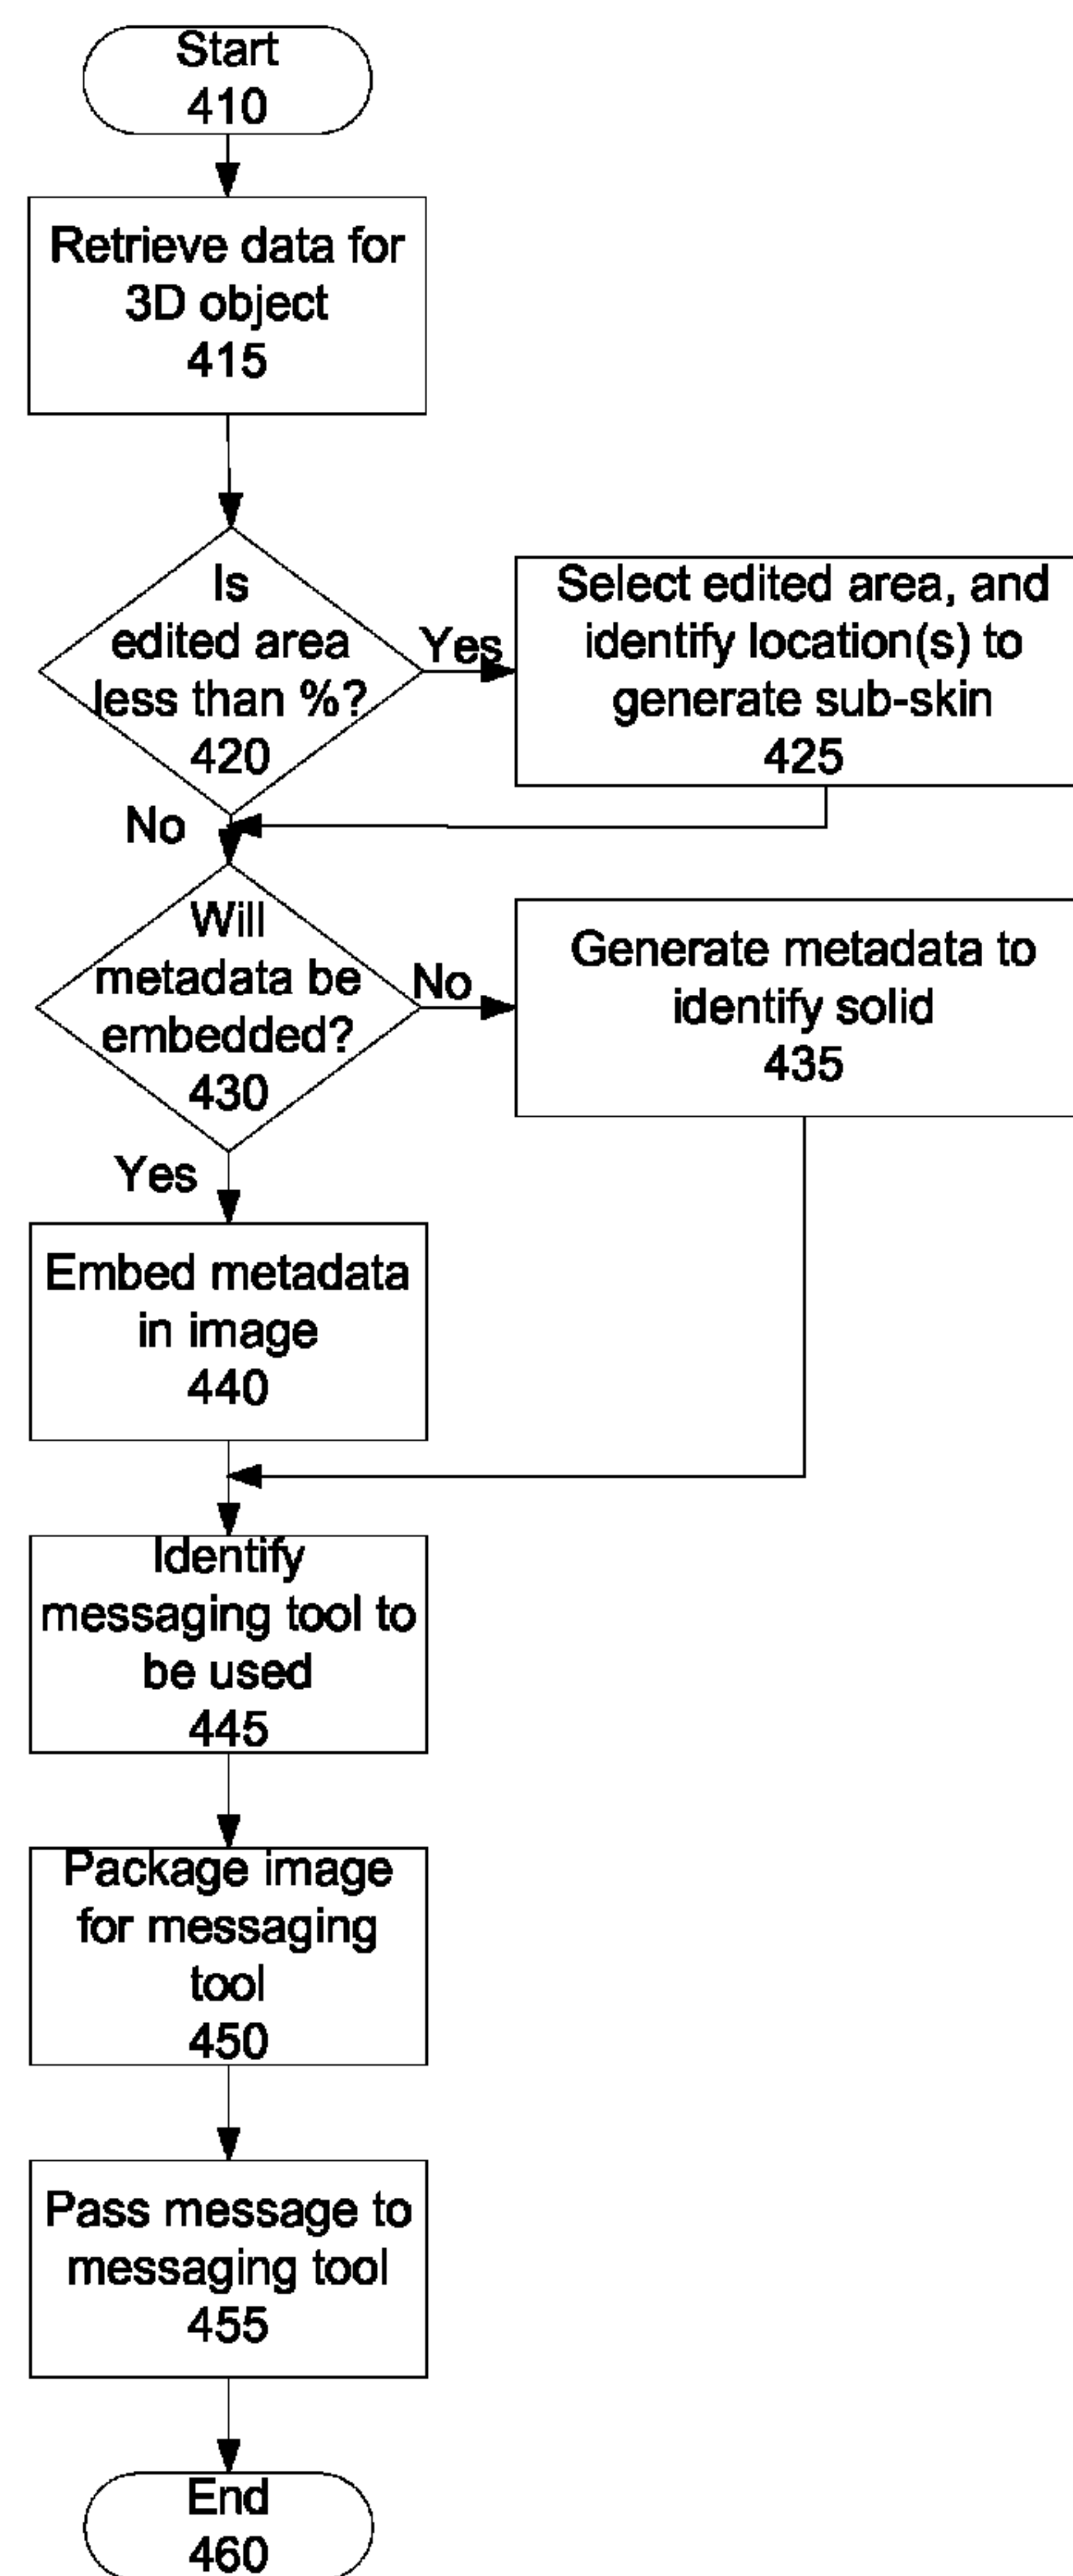 Start
410
Retrieve data for
3D object
415
Is
edited area
less than %?
420
Yes
Select edited area, and
identify location(s) to
generate sub-skin
425
No
Will
metadata be
embedded?
430
No
Generate metadata to
identify solid
435
Yes
Embed metadata
in image
440
Identify
messaging tool to
be used
445
Package image
for messaging
tool
450
Pass message to
messaging tool
455
End
460